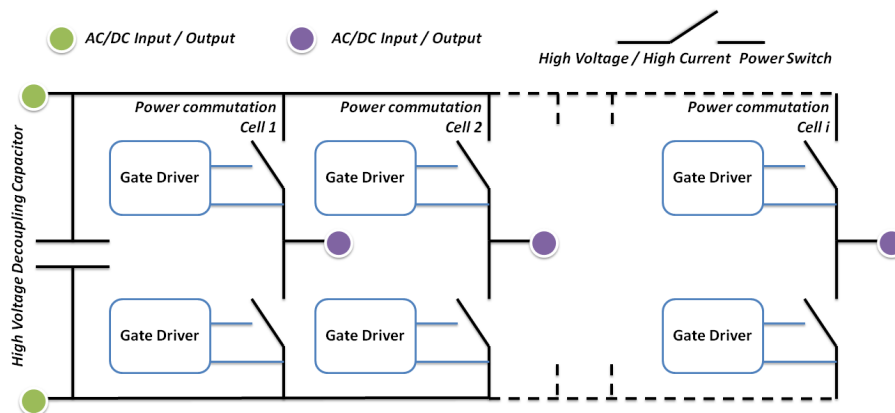 AC/DC Input / Output
AC/DC Input / Output
High Voltage / High Current Power Switch
Power commutation
Cell 1
Power commutation
Cell 2
Power commutation
Cell i
High Voltage Decoupling Capacitor
Gate Driver
Gate Driver
Gate Driver
Gate Driver
Gate Driver
Gate Driver